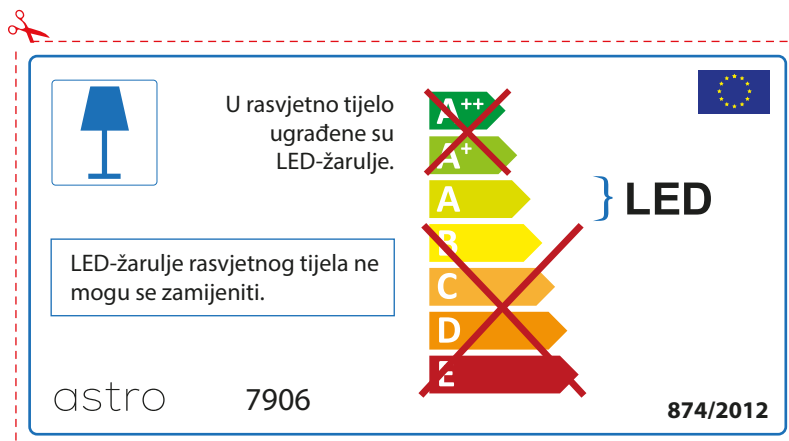 U rasvjetno tijelo
ugrađene su
LED-žarulje.
A++
A+
A
B
C
D
E
LED
LED-žarulje rasvjetnog tijela ne
mogu se zamijeniti.
astro
7906
874/2012